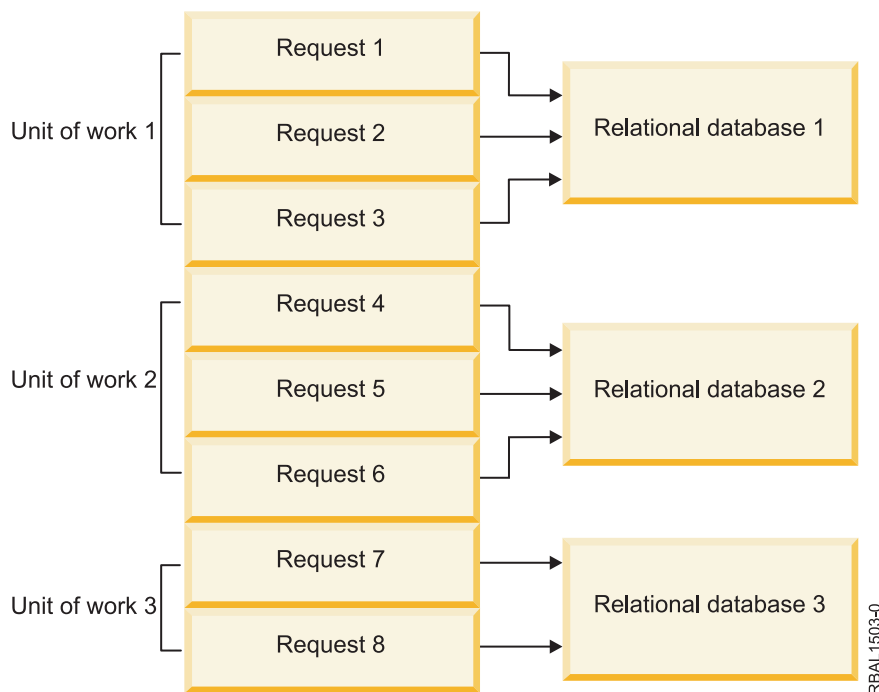 Unit of work 1
Request 1
Request 2
Request 3
Relational database 1
Unit of work 2
Request 4
Request 5
Request 6
Relational database 2
Unit of work 3
Request 7
Request 8
Relational database 3
RBAL1503-0